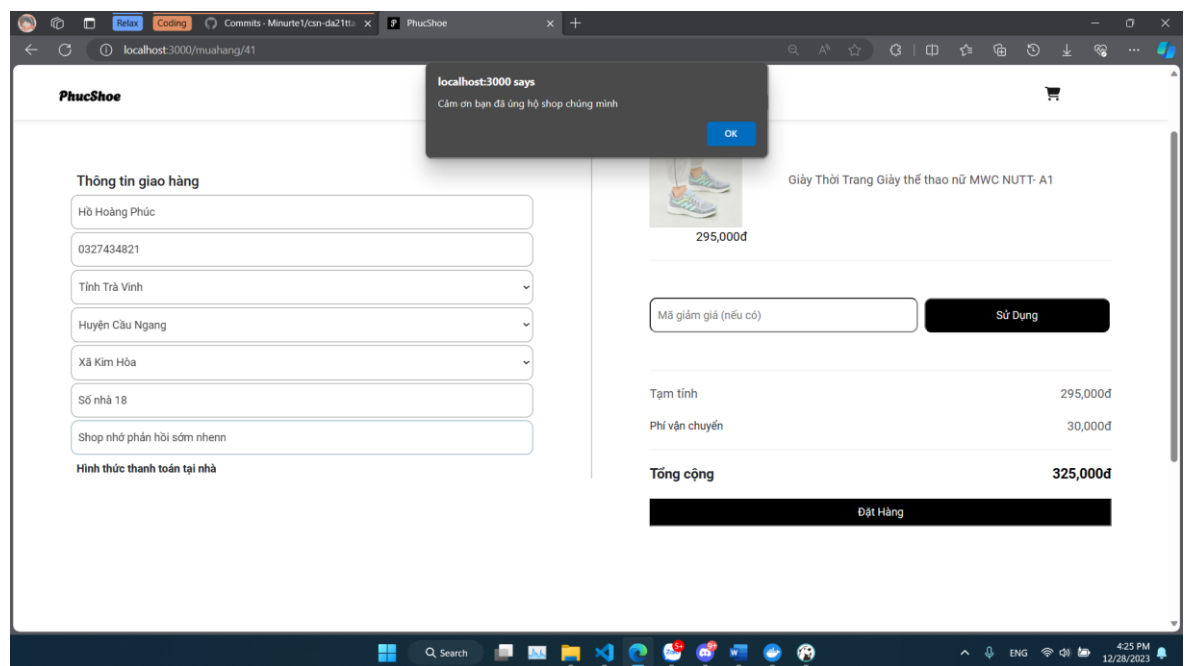 Relax
Coding
Commits · Minurte1/csn-da21tta
PhucShoe
localhost:3000/muahang/41
localhost:3000 says
Cảm ơn bạn đã ủng hộ shop chúng mình
OK
PhucShoe
Thông tin giao hàng
Hồ Hoàng Phúc
0327434821
Tỉnh Trà Vinh
Huyện Cầu Ngang
Xã Kim Hòa
Số nhà 18
Shop nhớ phản hồi sớm nhenn
Hình thức thanh toán tại nhà
Giày Thời Trang Giày thể thao nữ MWC NUTT- A1
295,000đ
Mã giảm giá (nếu có)
Sử Dụng
Tạm tính
295,000đ
Phí vận chuyển
30,000đ
Tổng cộng
325,000đ
Đặt Hàng
Search
ENG
4:25 PM
12/28/2023